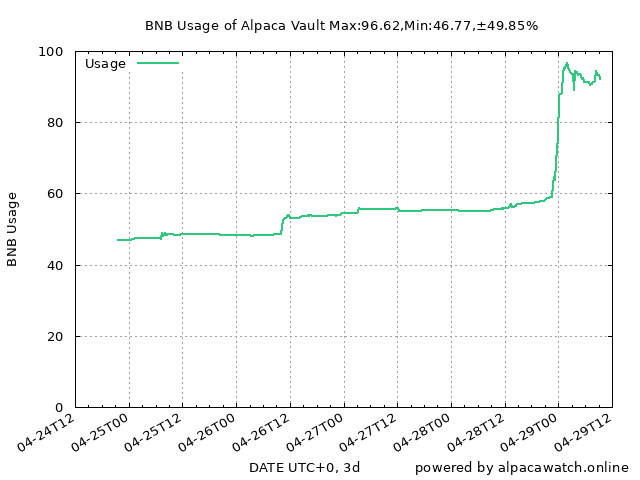 BNB Usage of Alpaca Vault Max:96.62,Min:46.77,±49.85%
Usage
100
80
60
40
20
0
BNB Usage
04-24T12
04-25T00
04-25T12
04-26T00
04-26T12
04-27T00
04-27T12
04-28T00
04-28T12
04-29T00
04-29T12
DATE UTC+0, 3d
powered by alpacawatch.online